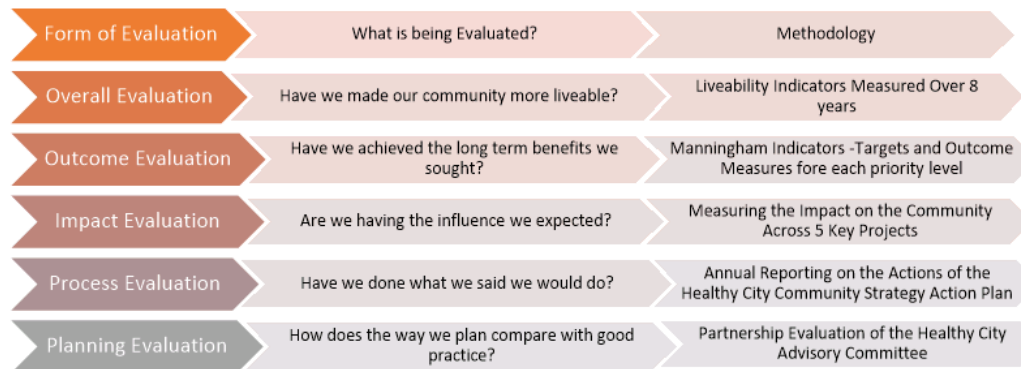 Form of Evaluation
What is being Evaluated?
Methodology
Overall Evaluation
Have we made our community more liveable?
Liveability Indicators Measured Over 8
years
Outcome Evaluation
Have we achieved the long term benefits we
sought?
Manningham Indicators -Targets and Outcome
Measures fore each priority level
Impact Evaluation
Are we having the influence we expected?
Measuring the Impact on the Community
Across 5 Key Projects
Process Evaluation
Have we done what we said we would do?
Annual Reporting on the Actions of the
Healthy City Community Strategy Action Plan
Planning Evaluation
How does the way we plan compare with good
practice?
Partnership Evaluation of the Healthy City
Advisory Committee